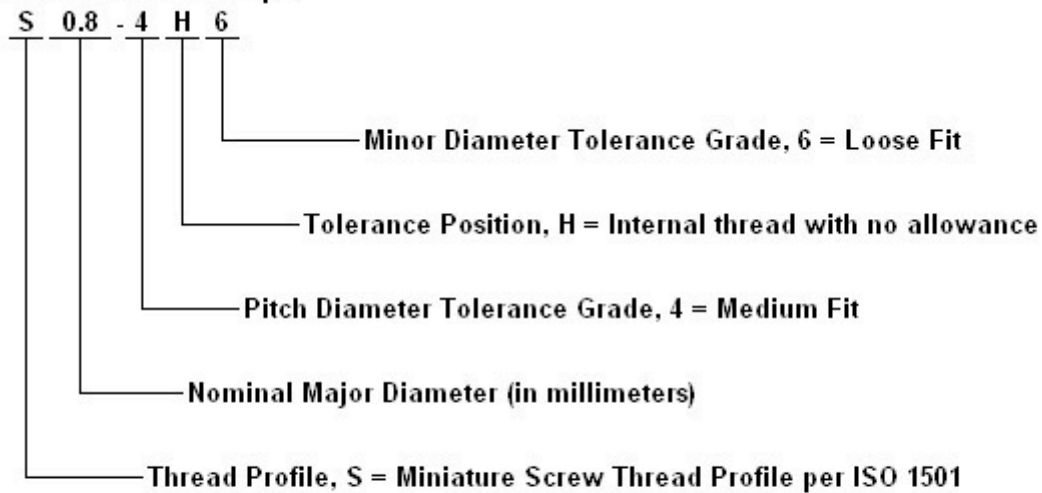 S 0.8 - 4 H 6
Minor Diameter Tolerance Grade, 6 = Loose Fit
Tolerance Position, H = Internal thread with no allowance
Pitch Diameter Tolerance Grade, 4 = Medium Fit
Nominal Major Diameter (in millimeters)
Thread Profile, S = Miniature Screw Thread Profile per ISO 1501